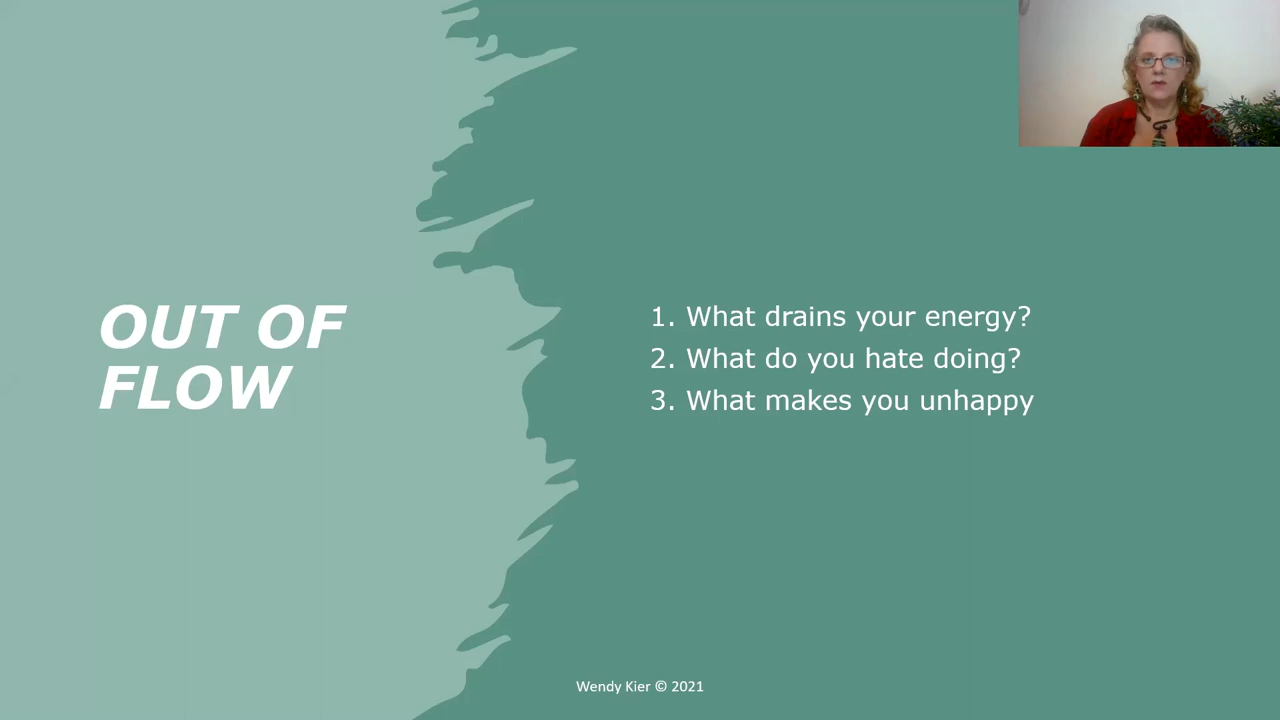 OUT OF
FLOW
1. What drains your energy?
2. What do you hate doing?
3. What makes you unhappy
Wendy Kier © 2021